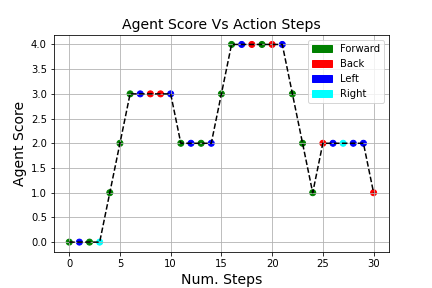 Agent Score Vs Action Steps
4.0
3.5
3.0
2.5
2.0
1.5
1.0
0.5
0.0
Agent Score
Forward
Back
Left
Right
0 5 10 15 20 25 30
Num. Steps